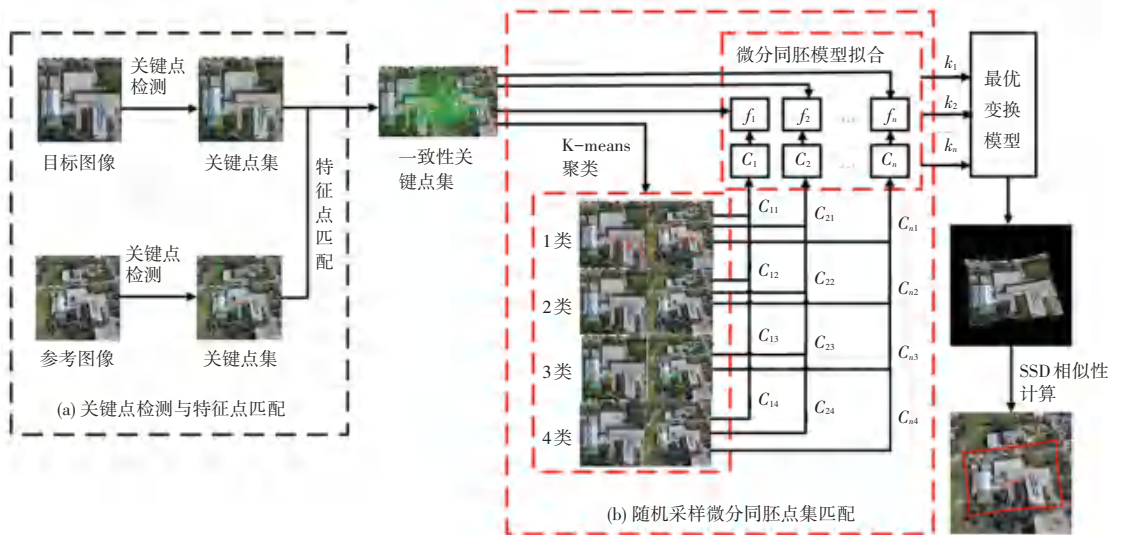 关键点
检测
目标图像
关键点集
关键点
检测
参考图像
关键点集
特征点匹配
(a) 关键点检测与特征点匹配
一致性关
键点集
K-means
聚类
微分同胚模型拟合
f1
f2
fn
C1
C2
Cn
k1
k2
kn
最优
变换
模型
1类
2类
3类
4类
C11
C21
Cn1
C12
C22
Cn2
C13
C23
Cn3
C14
C24
Cn4
(b) 随机采样微分同胚点集匹配
SSD相似性
计算